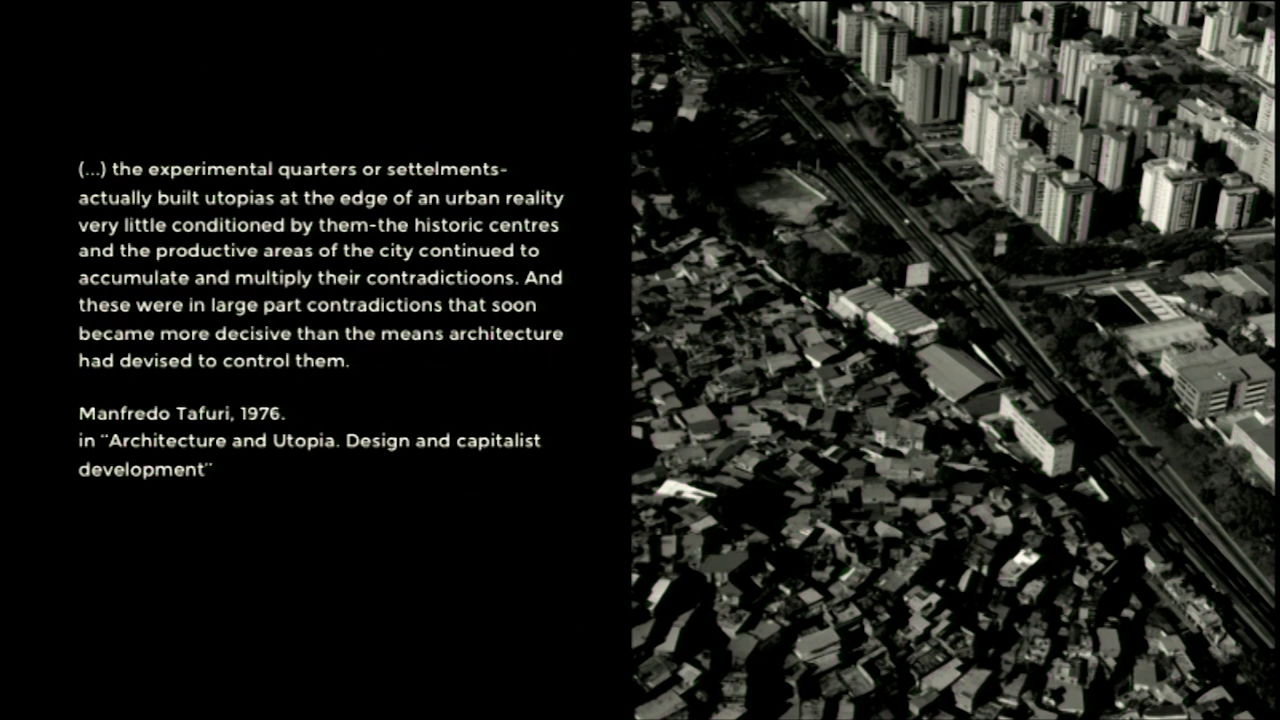 (...) the experimental quarters or settelments-
actually built utopias at the edge of an urban reality
very little conditioned by them-the historic centres
and the productive areas of the city continued to
accumulate and multiply their contradictioons. And
these were in large part contradictions that soon
became more decisive than the means architecture
had devised to control them.
Manfredo Tafuri, 1976.
in "Architecture and Utopia. Design and capitalist
development"